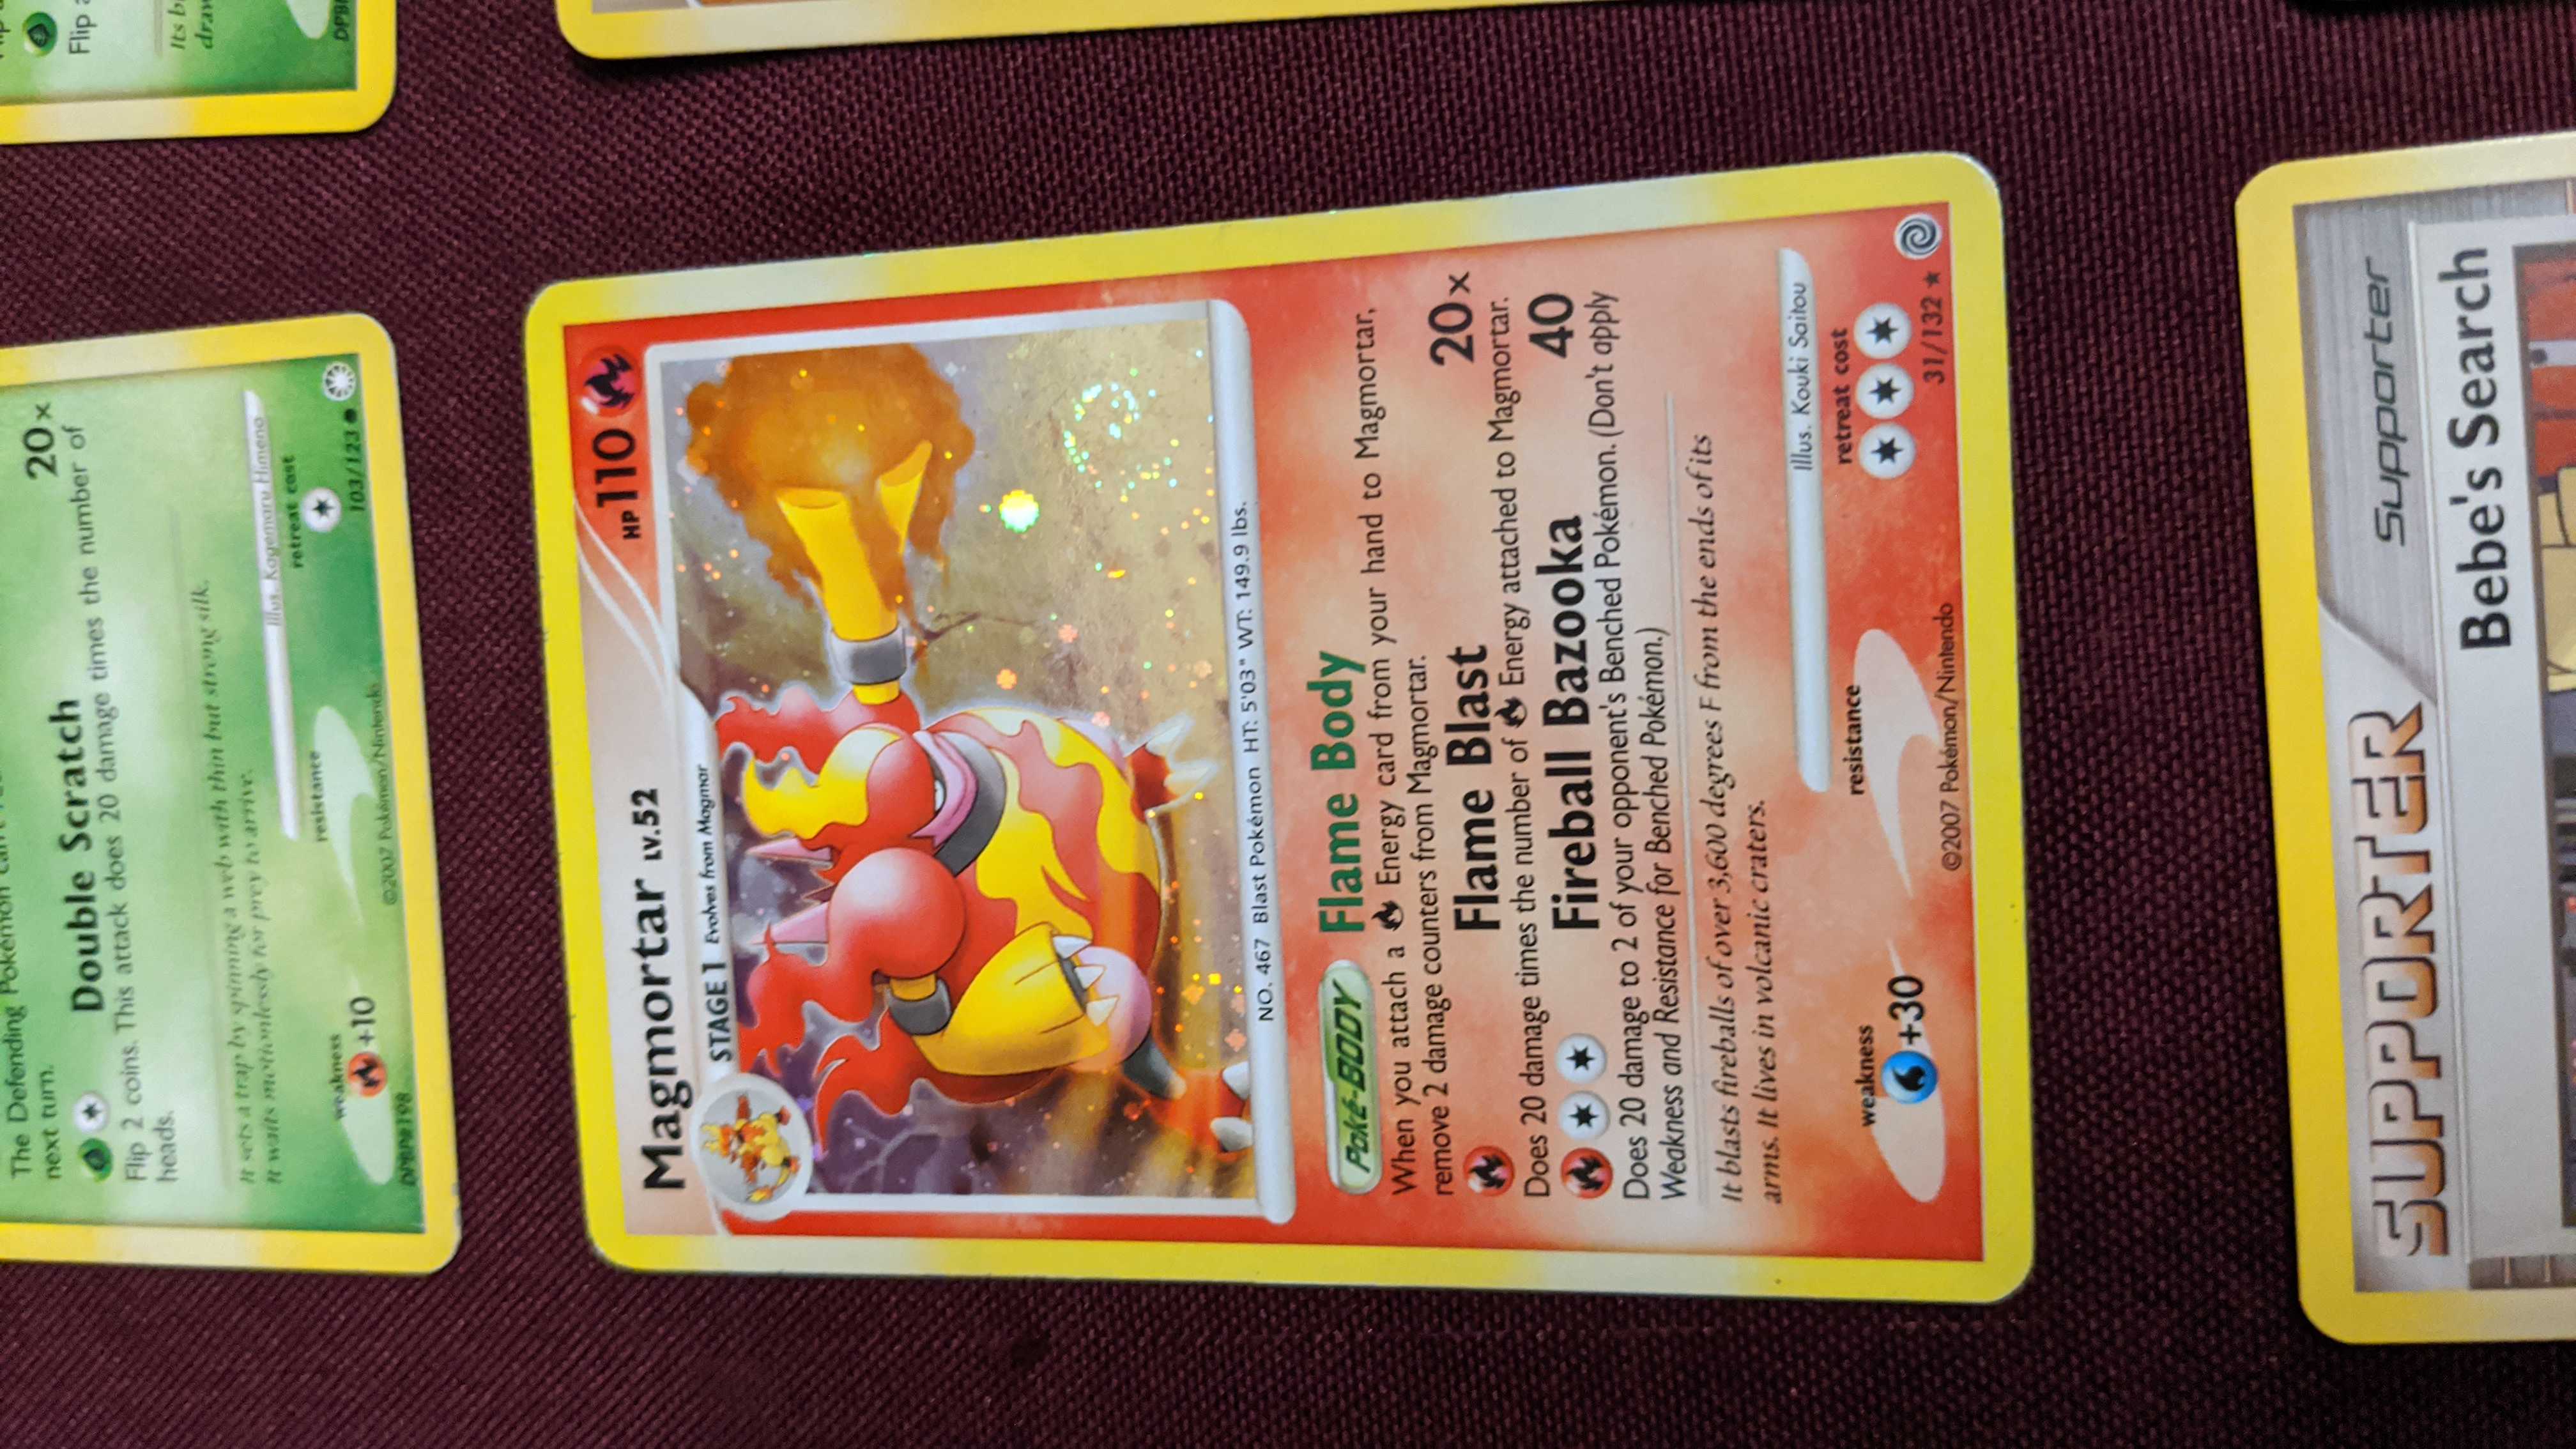 Magmortar LV.52
HP 110
STAGE 1 Evolves from Magmar
NO. 467 Blast Pokémon HT: 5'03" WT: 149.9 lbs.
Poké-BODY Flame Body
When you attach a Energy card from your hand to Magmortar,
remove 2 damage counters from Magmortar.
Flame Blast 20×
Does 20 damage times the number of Energy attached to Magmortar.
Fireball Bazooka 40
Does 20 damage to 2 of your opponent's Benched Pokémon. (Don't apply
Weakness and Resistance for Benched Pokémon.)
It blasts fireballs of over 3,600 degrees F from the ends of its
arms. It lives in volcanic craters.
Illus. Kouki Saitou
weakness resistance retreat cost
+30
©2007 Pokémon/Nintendo 31/132
The Defending Pokémon can't
next turn.
Double Scratch 20×
Flip 2 coins. This attack does 20 damage times the number of
heads.
It sets a trap by spinning a web with thin but strong silk.
It waits motionlessly for prey to arrive.
Illus. Kagemaru Himeno
weakness resistance retreat cost
+10
©2007 Pokémon/Nintendo 103/123
Flip
Its
SUPPORTER Supporter
Bebe's Search